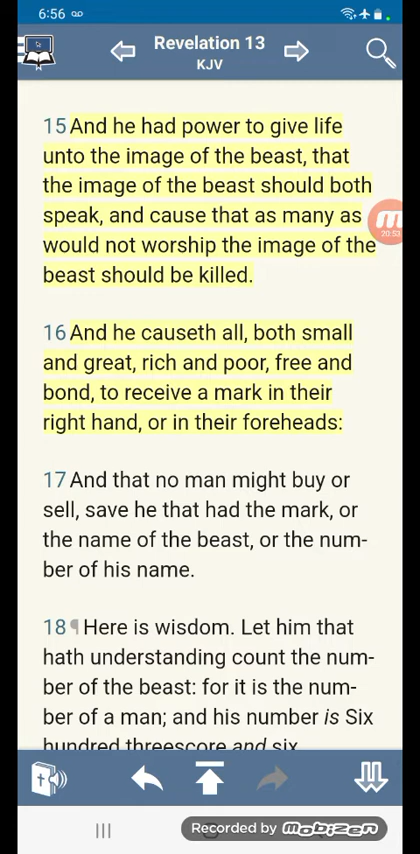 6:56
Revelation 13
KJV
15 And he had power to give life
unto the image of the beast, that
the image of the beast should both
speak, and cause that as many as
would not worship the image of the
beast should be killed.
20:53
16 And he causeth all, both small
and great, rich and poor, free and
bond, to receive a mark in their
right hand, or in their foreheads:
17 And that no man might buy or
sell, save he that had the mark, or
the name of the beast, or the num-
ber of his name.
18 ¶ Here is wisdom. Let him that
hath understanding count the num-
ber of the beast: for it is the num-
ber of a man; and his number is Six
hundred threescore and six.
Recorded by mobizen